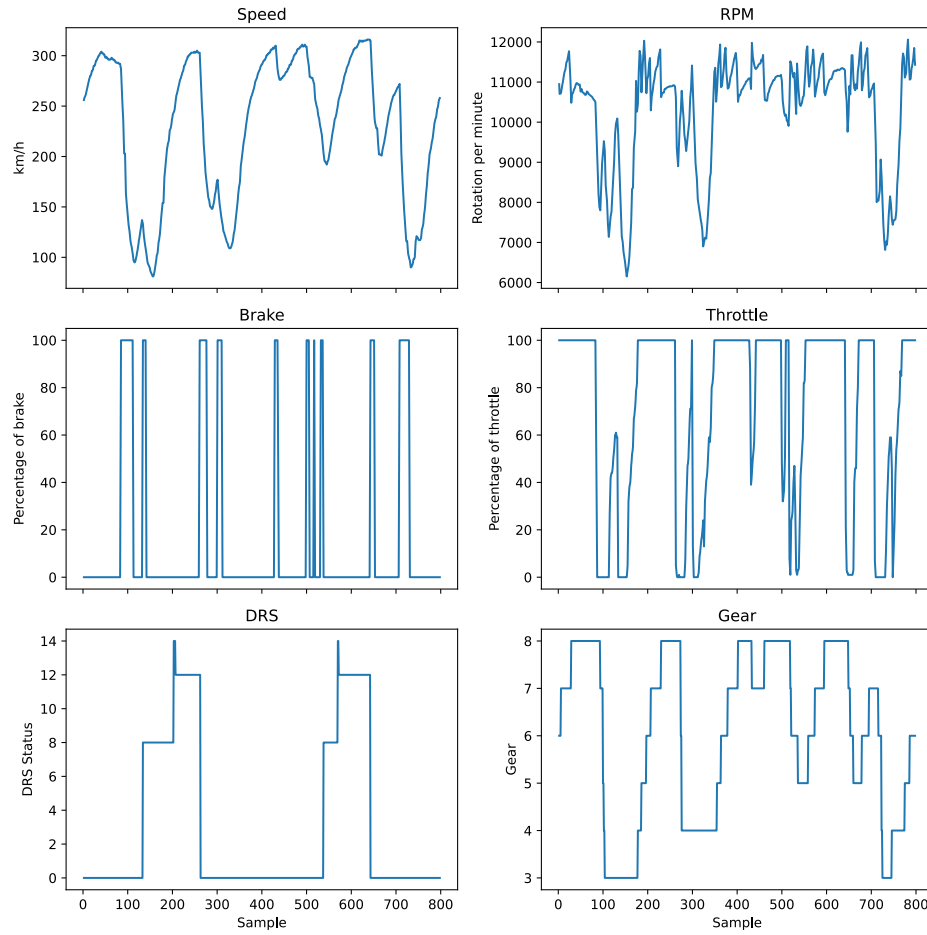 Speed
RPM
km/h
300
250
200
150
100
Rotation per minute
12000
11000
10000
9000
8000
7000
6000
Brake
Throttle
Percentage of brake
100
80
60
40
20
0
Percentage of throttle
100
80
60
40
20
0
DRS
Gear
DRS Status
14
12
10
8
6
4
2
0
0 100 200 300 400 500 600 700 800
Sample
Gear
8
7
6
5
4
3
0 100 200 300 400 500 600 700 800
Sample